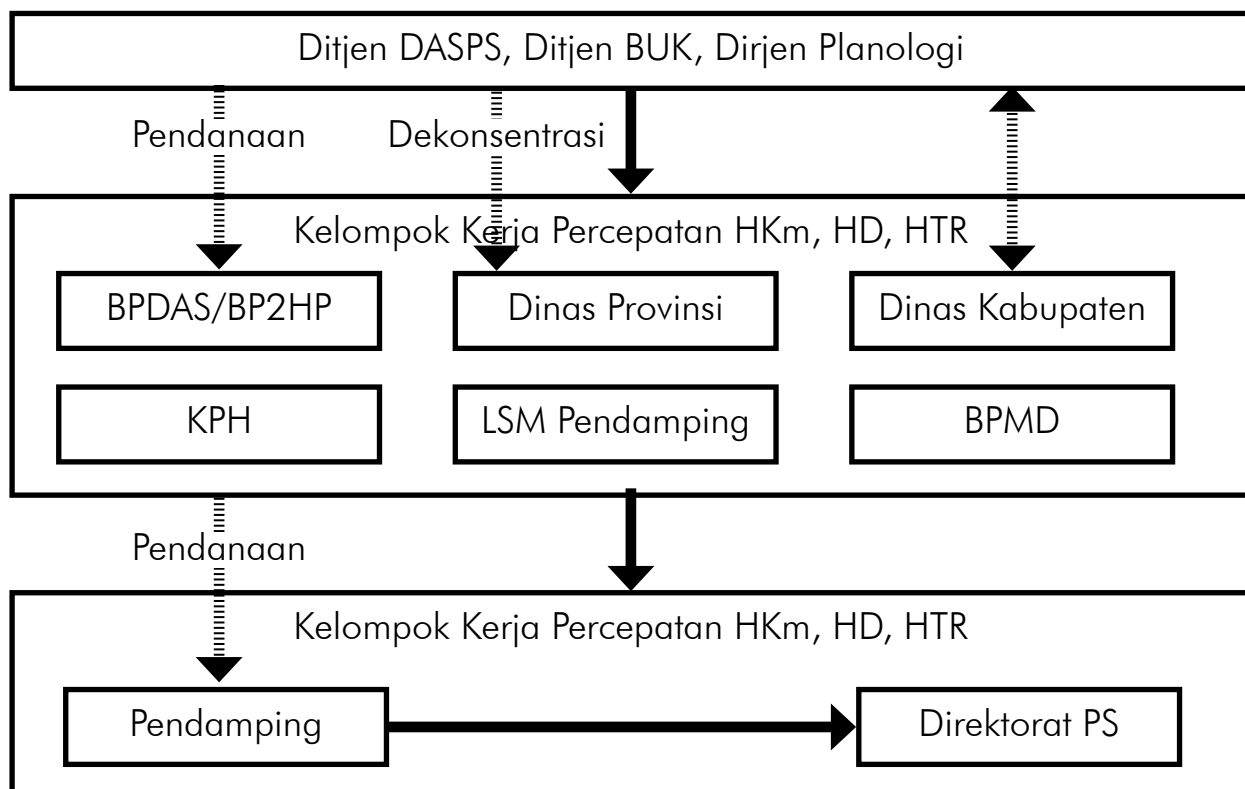 Ditjen DASPS, Ditjen BUK, Dirjen Planologi
Pendanaan
Dekonsentrasi
Kelompok Kerja Percepatan HKm, HD, HTR
BPDAS/BP2HP
Dinas Provinsi
Dinas Kabupaten
KPH
LSM Pendamping
BPMD
Pendanaan
Kelompok Kerja Percepatan HKm, HD, HTR
Pendamping
Direktorat PS